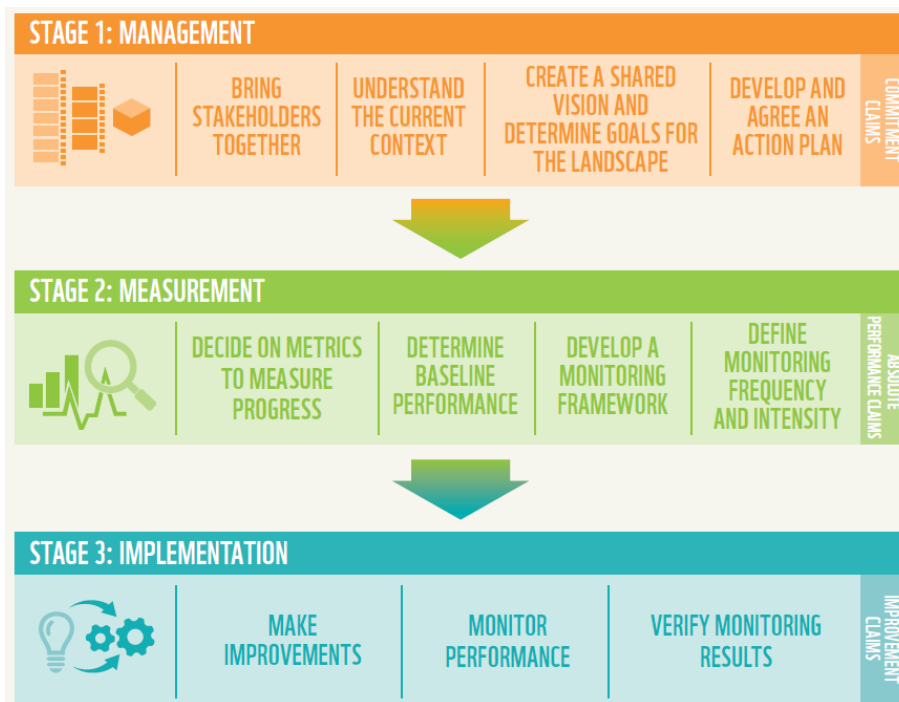 STAGE 1: MANAGEMENT
BRING
STAKEHOLDERS
TOGETHER
UNDERSTAND
THE CURRENT
CONTEXT
CREATE A SHARED
VISION AND
DETERMINE GOALS FOR
THE LANDSCAPE
DEVELOP AND
AGREE AN
ACTION PLAN
COMMITMENT
CLAIMS
STAGE 2: MEASUREMENT
DECIDE ON METRICS
TO MEASURE
PROGRESS
DETERMINE
BASELINE
PERFORMANCE
DEVELOP A
MONITORING
FRAMEWORK
DEFINE
MONITORING
FREQUENCY
AND INTENSITY
ABSOLUTE
PERFORMANCE CLAIMS
STAGE 3: IMPLEMENTATION
MAKE
IMPROVEMENTS
MONITOR
PERFORMANCE
VERIFY MONITORING
RESULTS
IMPROVEMENT
CLAIMS